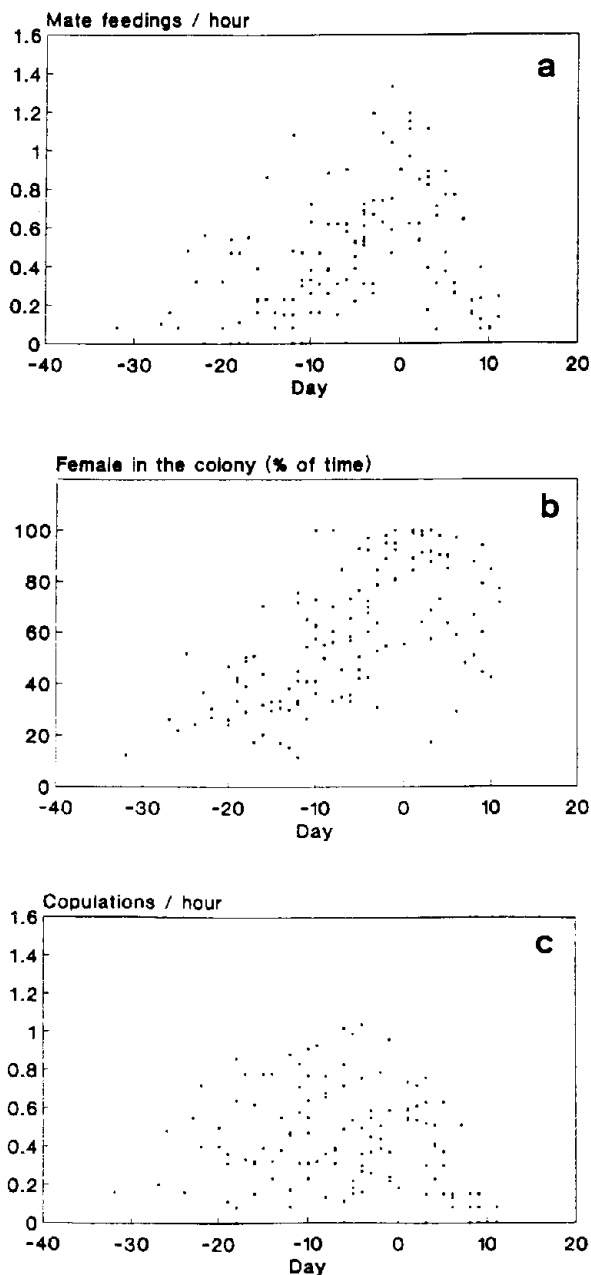 Mate feedings / hour
a
1.6
1.4
1.2
1
0.8
0.6
0.4
0.2
0
-40 -30 -20 -10 0 10 20
Day
Female in the colony (% of time)
b
100
80
60
40
20
0
-40 -30 -20 -10 0 10 20
Day
Copulations / hour
c
1.6
1.4
1.2
1
0.8
0.6
0.4
0.2
0
-40 -30 -20 -10 0 10 20
Day